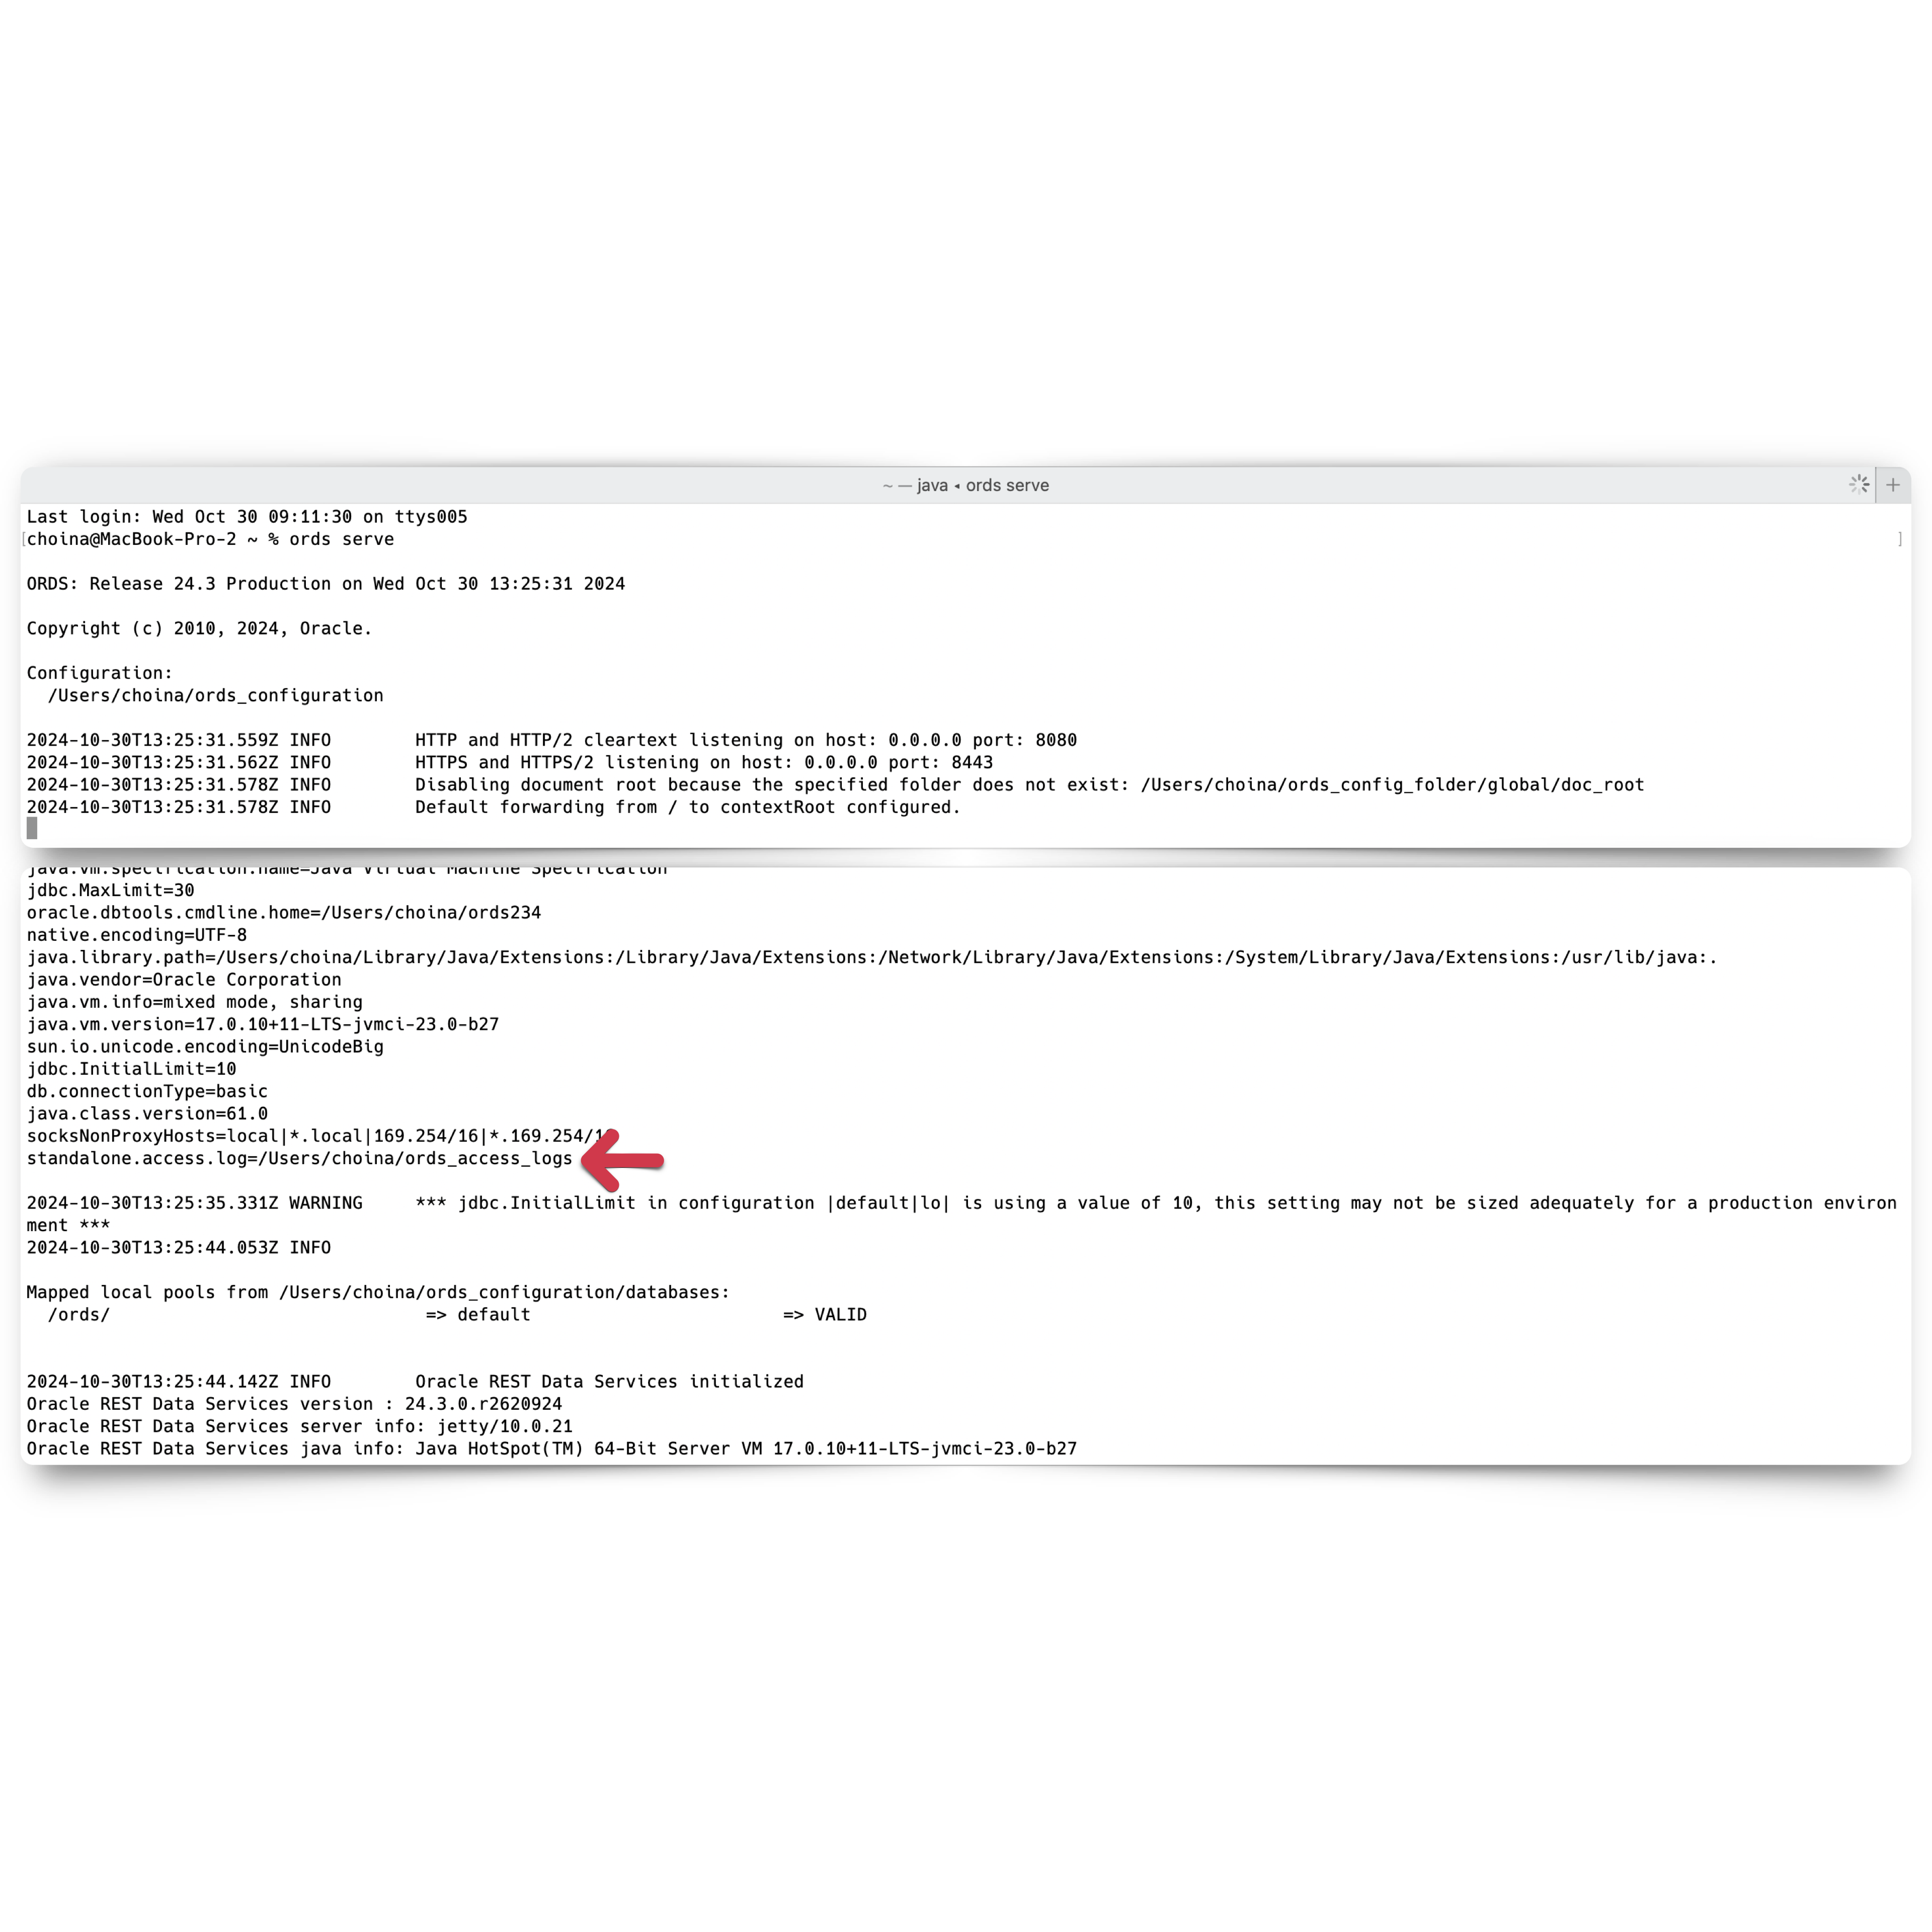 ~ — java ◂ ords serve
Last login: Wed Oct 30 09:11:30 on ttys005
[choina@MacBook-Pro-2 ~ % ords serve ]
ORDS: Release 24.3 Production on Wed Oct 30 13:25:31 2024
Copyright (c) 2010, 2024, Oracle.
Configuration:
/Users/choina/ords_configuration
2024-10-30T13:25:31.559Z INFO HTTP and HTTP/2 cleartext listening on host: 0.0.0.0 port: 8080
2024-10-30T13:25:31.562Z INFO HTTPS and HTTPS/2 listening on host: 0.0.0.0 port: 8443
2024-10-30T13:25:31.578Z INFO Disabling document root because the specified folder does not exist: /Users/choina/ords_config_folder/global/doc_root
2024-10-30T13:25:31.578Z INFO Default forwarding from / to contextRoot configured.
java.vm.specification.name=Java Virtual Machine Specification
jdbc.MaxLimit=30
oracle.dbtools.cmdline.home=/Users/choina/ords234
native.encoding=UTF-8
java.library.path=/Users/choina/Library/Java/Extensions:/Library/Java/Extensions:/Network/Library/Java/Extensions:/System/Library/Java/Extensions:/usr/lib/java:.
java.vendor=Oracle Corporation
java.vm.info=mixed mode, sharing
java.vm.version=17.0.10+11-LTS-jvmci-23.0-b27
sun.io.unicode.encoding=UnicodeBig
jdbc.InitialLimit=10
db.connectionType=basic
java.class.version=61.0
socksNonProxyHosts=local|*.local|169.254/16|*.169.254/1
standalone.access.log=/Users/choina/ords_access_logs
2024-10-30T13:25:35.331Z WARNING *** jdbc.InitialLimit in configuration |default|lo| is using a value of 10, this setting may not be sized adequately for a production environ
ment ***
2024-10-30T13:25:44.053Z INFO
Mapped local pools from /Users/choina/ords_configuration/databases:
/ords/ => default => VALID
2024-10-30T13:25:44.142Z INFO Oracle REST Data Services initialized
Oracle REST Data Services version : 24.3.0.r2620924
Oracle REST Data Services server info: jetty/10.0.21
Oracle REST Data Services java info: Java HotSpot(TM) 64-Bit Server VM 17.0.10+11-LTS-jvmci-23.0-b27